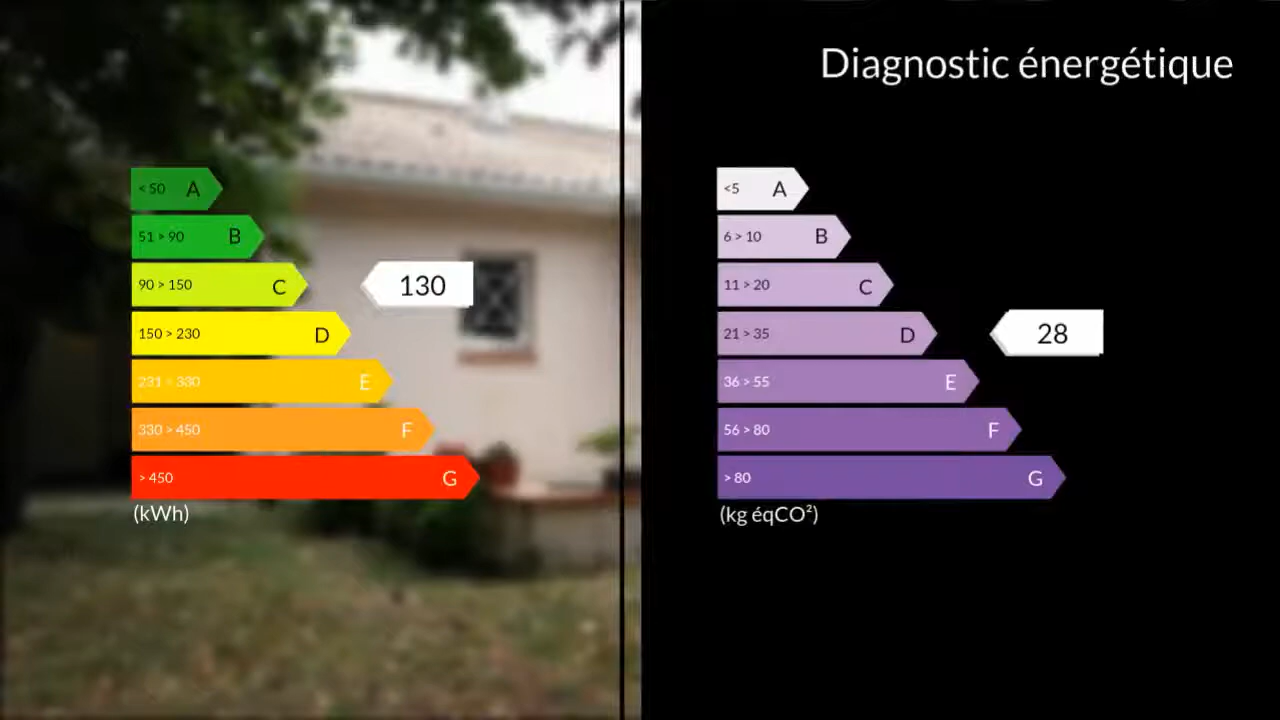 Diagnostic énergétique
< 50 A
51 > 90 B
90 > 150 C
130
150 > 230 D
231 > 330 E
330 > 450 F
> 450 G
(kWh)
<5 A
6 > 10 B
11 > 20 C
21 > 35 D
28
36 > 55 E
56 > 80 F
> 80 G
(kg éqCO²)